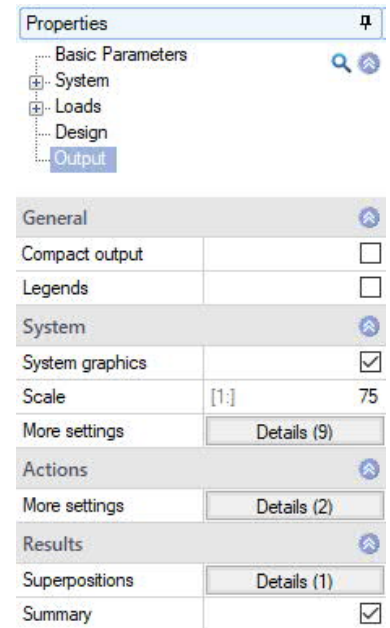 Properties
Basic Parameters
System
Loads
Design
Output
General
Compact output
Legends
System
System graphics
Scale [1:] 75
More settings Details (9)
Actions
More settings Details (2)
Results
Superpositions Details (1)
Summary